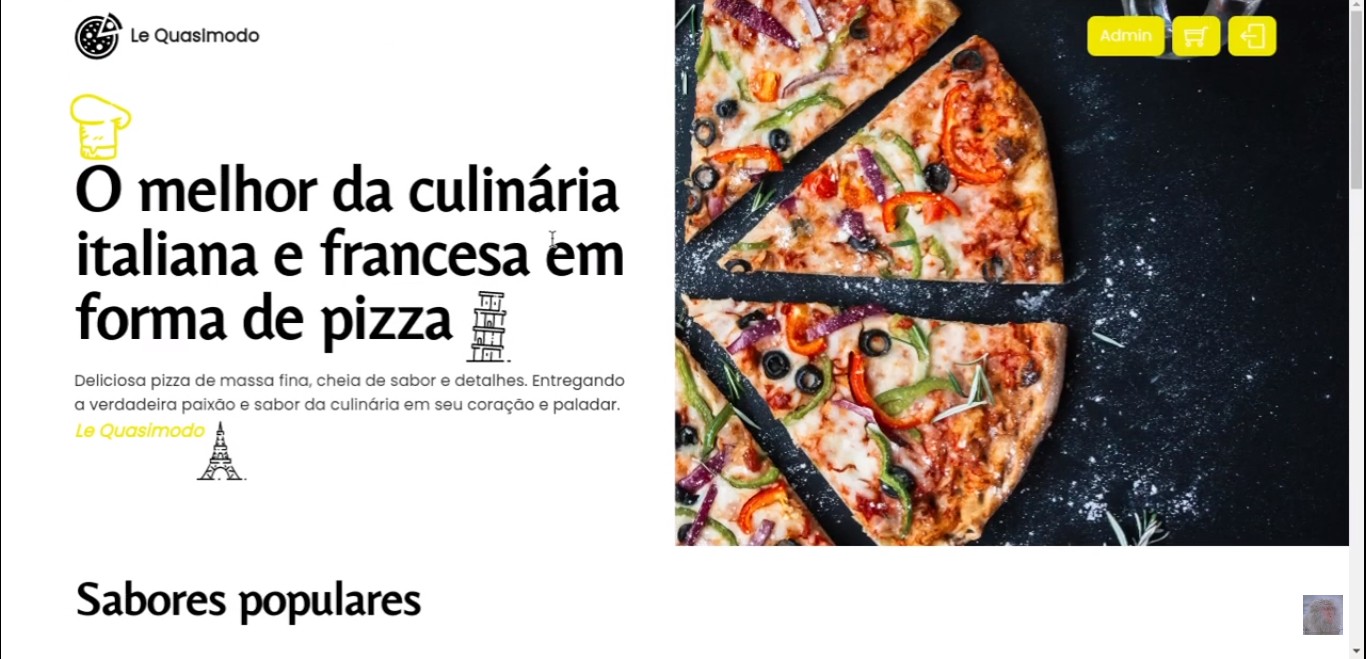 Le Quasimodo
Admin
O melhor da culinária
italiana e francesa em
forma de pizza
Deliciosa pizza de massa fina, cheia de sabor e detalhes. Entregando
a verdadeira paixão e sabor da culinária em seu coração e paladar.
Le Quasimodo
Sabores populares